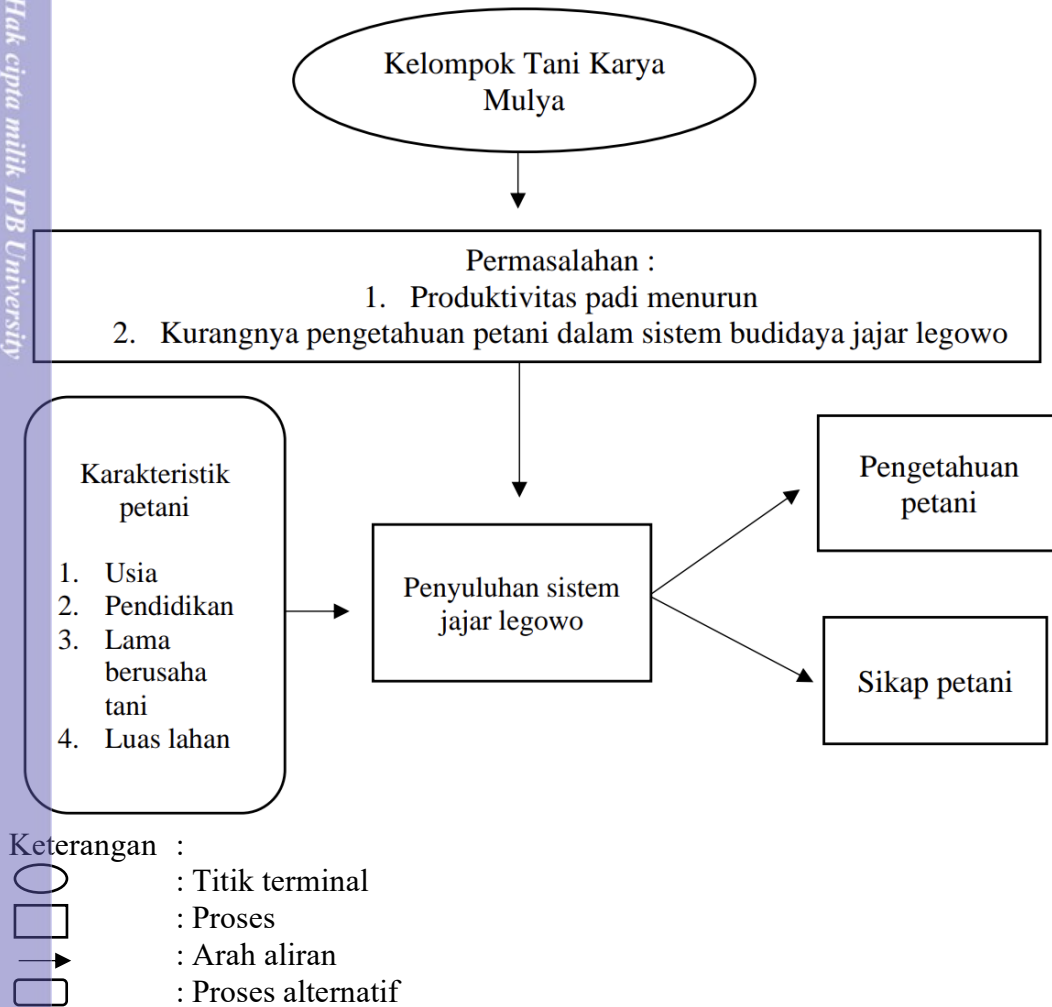 Hak cipta milik IPB University
Kelompok Tani Karya
Mulya
Permasalahan :
1. Produktivitas padi menurun
2. Kurangnya pengetahuan petani dalam sistem budidaya jajar legowo
Karakteristik
petani
1. Usia
2. Pendidikan
3. Lama
berusaha
tani
4. Luas lahan
Penyuluhan sistem
jajar legowo
Pengetahuan
petani
Sikap petani
Keterangan :
: Titik terminal
: Proses
: Arah aliran
: Proses alternatif